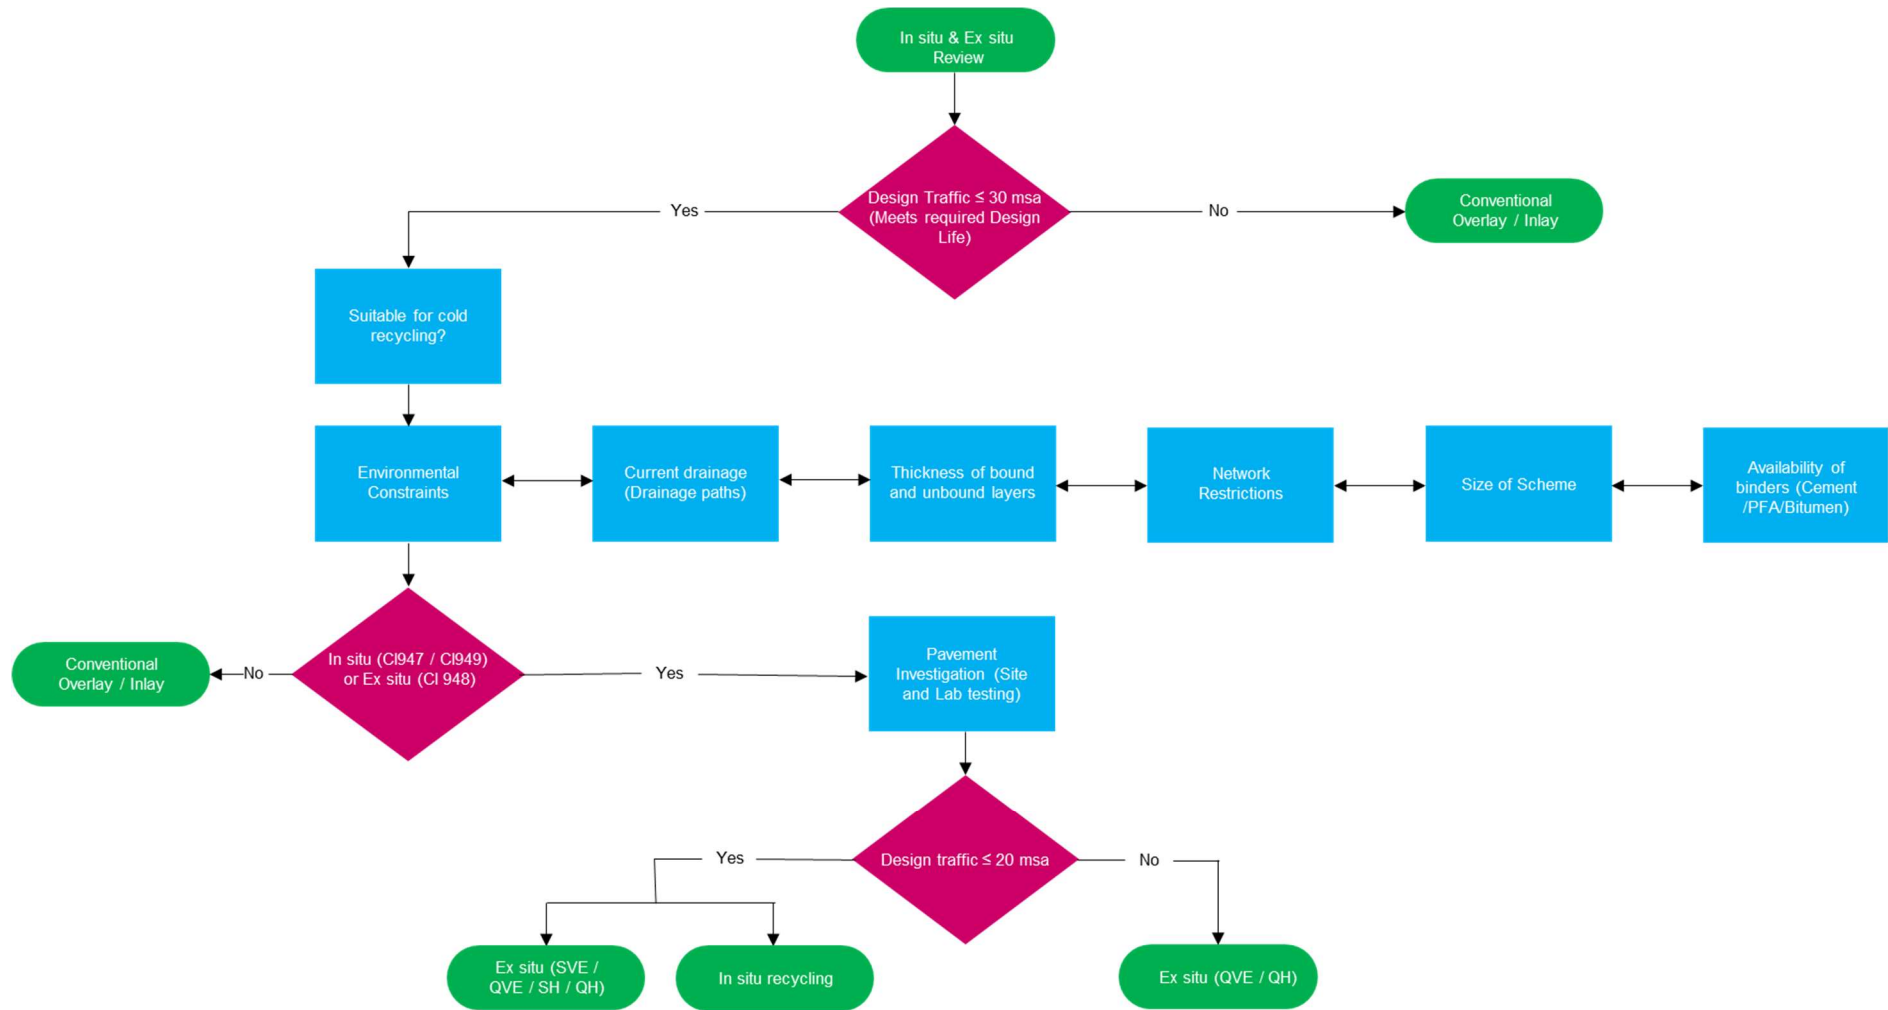 In situ & Ex situ
Review
Design Traffic ≤ 30 msa
(Meets required Design
Life)
Yes
No
Conventional
Overlay / Inlay
Suitable for cold
recycling?
Environmental
Constraints
Current drainage
(Drainage paths)
Thickness of bound
and unbound layers
Network
Restrictions
Size of Scheme
Availability of
binders (Cement
/PFA/Bitumen)
Conventional
Overlay / Inlay
No
In situ (Cl947 / Cl949)
or Ex situ (Cl 948)
Yes
Pavement
Investigation (Site
and Lab testing)
Design traffic ≤ 20 msa
Yes
No
Ex situ (SVE /
QVE / SH / QH)
In situ recycling
Ex situ (QVE / QH)